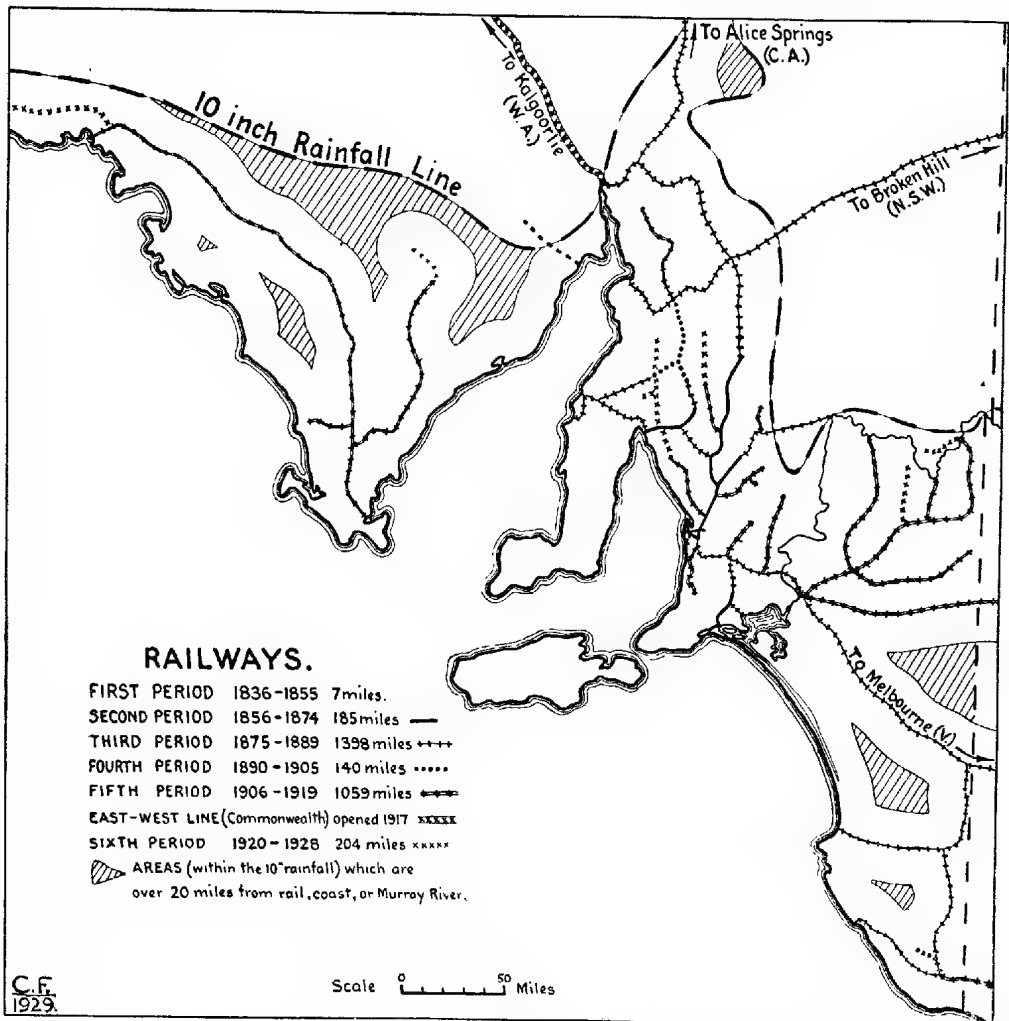 To Alice Springs
(C.A.)
To Kalgoorlie
(W.A.)
10 inch Rainfall Line
To Broken Hill
(N.S.W.)
To Melbourne (V.)
RAILWAYS.
FIRST PERIOD 1836-1855 7 miles.
SECOND PERIOD 1856-1874 185 miles
THIRD PERIOD 1875-1889 1398 miles
FOURTH PERIOD 1890-1905 140 miles
FIFTH PERIOD 1906-1919 1059 miles
EAST-WEST LINE (Commonwealth) opened 1917
SIXTH PERIOD 1920-1928 204 miles
AREAS (within the 10" rainfall) which are
over 20 miles from rail, coast, or Murray River.
C.F.
1929.
Scale 0 50 Miles